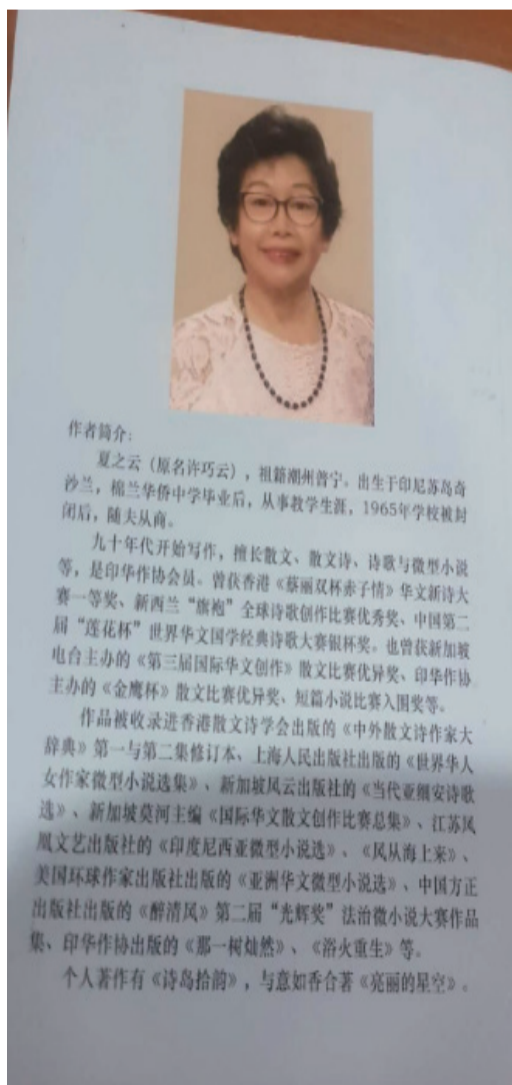 作者简介：
夏之云（原名许巧云），祖籍潮州普宁。出生于印尼苏岛奇
沙兰，棉兰华侨中学毕业后，从事教学生涯，1965年学校被封
闭后，随夫从商。
九十年代开始写作，擅长散文、散文诗、诗歌与微型小说
等，是印华作协会员。曾获香港《蔡丽双杯赤子情》华文新诗大
赛一等奖、新西兰“旗袍”全球诗歌创作比赛优秀奖、中国第二
届“莲花杯”世界华文国学经典诗歌大赛银杯奖。也曾获新加坡
电台主办的《第三届国际华文创作》散文比赛优异奖、印华作协
主办的《金鹰杯》散文比赛优异奖、短篇小说比赛入围奖等。
作品被收录进香港散文诗学会出版的《中外散文诗作家大
辞典》第一与第二集修订本、上海人民出版社出版的《世界华人
女作家微型小说选集》、新加坡风云出版社的《当代亚细安诗歌
选》、新加坡莫河主编《国际华文散文创作比赛总集》、江苏凤
凰文艺出版社的《印度尼西亚微型小说选》、《风从海上来》、
美国环球作家出版社出版的《亚洲华文微型小说选》、中国方正
出版社出版的《醉清风》第二届“光辉奖”法治微小说大赛作品
集、印华作协出版的《那一树灿然》、《浴火重生》等。
个人著作有《诗岛拾韵》，与意如香合著《亮丽的星空》。